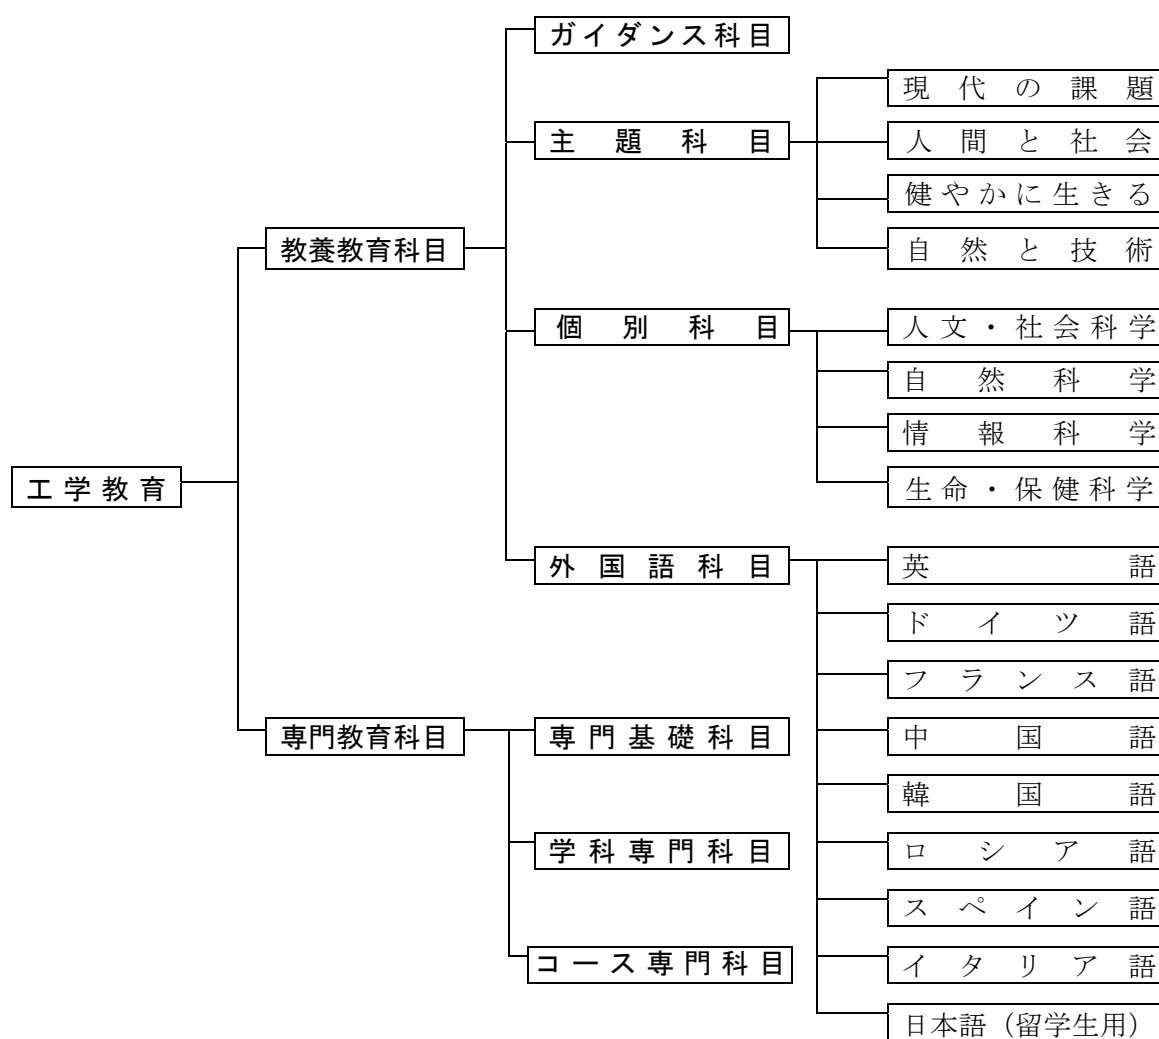 工学教育
教養教育科目
ガイダンス科目
主題科目
現代の課題
人間と社会
健やかに生きる
自然と技術
個別科目
人文・社会科学
自然科学
情報科学
生命・保健科学
外国語科目
英語
ドイツ語
フランス語
中国語
韓国語
ロシア語
スペイン語
イタリア語
日本語（留学生用）
専門教育科目
専門基礎科目
学科専門科目
コース専門科目